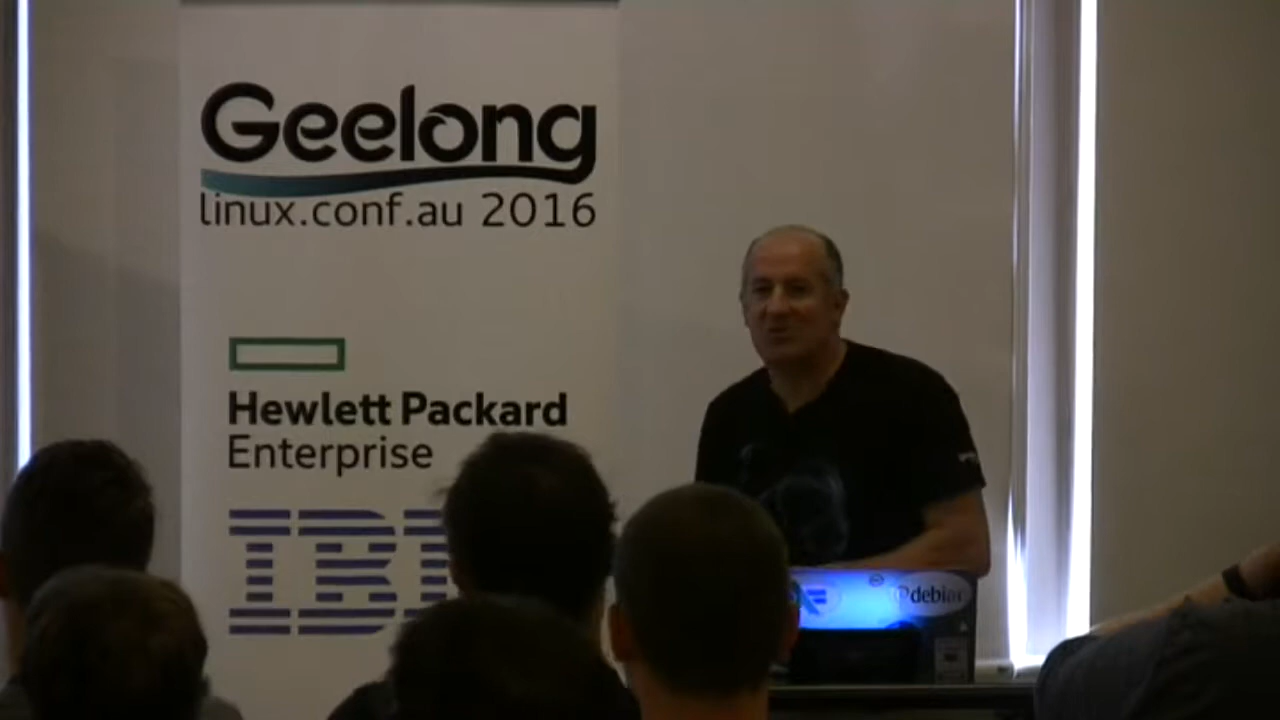 Geelong
linux.conf.au 2016
Hewlett Packard
Enterprise
IBM
debian